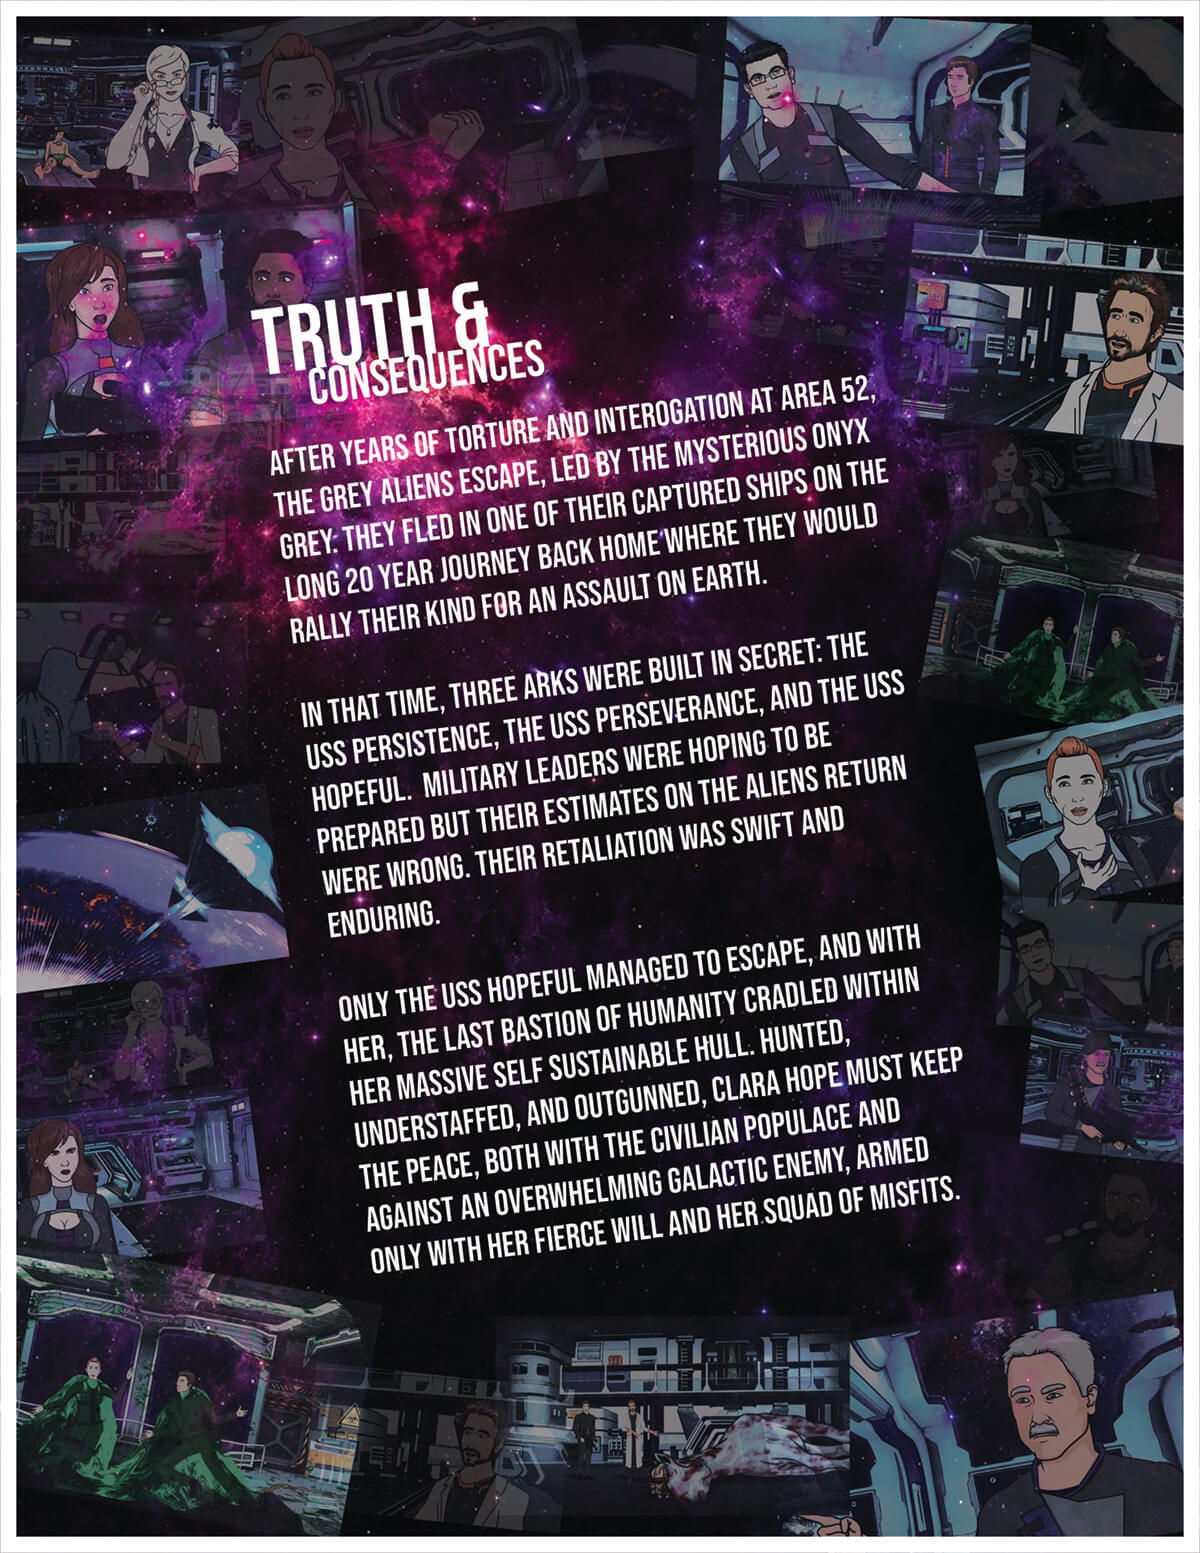 TRUTH &
CONSEQUENCES
AFTER YEARS OF TORTURE AND INTEROGATION AT AREA 52,
THE GREY ALIENS ESCAPE, LED BY THE MYSTERIOUS ONYX
GREY. THEY FLED IN ONE OF THEIR CAPTURED SHIPS ON THE
LONG 20 YEAR JOURNEY BACK HOME WHERE THEY WOULD
RALLY THEIR KIND FOR AN ASSAULT ON EARTH.
IN THAT TIME, THREE ARKS WERE BUILT IN SECRET: THE
USS PERSISTENCE, THE USS PERSEVERANCE, AND THE USS
HOPEFUL. MILITARY LEADERS WERE HOPING TO BE
PREPARED BUT THEIR ESTIMATES ON THE ALIENS RETURN
WERE WRONG. THEIR RETALIATION WAS SWIFT AND
ENDURING.
ONLY THE USS HOPEFUL MANAGED TO ESCAPE, AND WITH
HER, THE LAST BASTION OF HUMANITY CRADLED WITHIN
HER MASSIVE SELF SUSTAINABLE HULL. HUNTED,
UNDERSTAFFED, AND OUTGUNNED, CLARA HOPE MUST KEEP
THE PEACE, BOTH WITH THE CIVILIAN POPULACE AND
AGAINST AN OVERWHELMING GALACTIC ENEMY, ARMED
ONLY WITH HER FIERCE WILL AND HER SQUAD OF MISFITS.